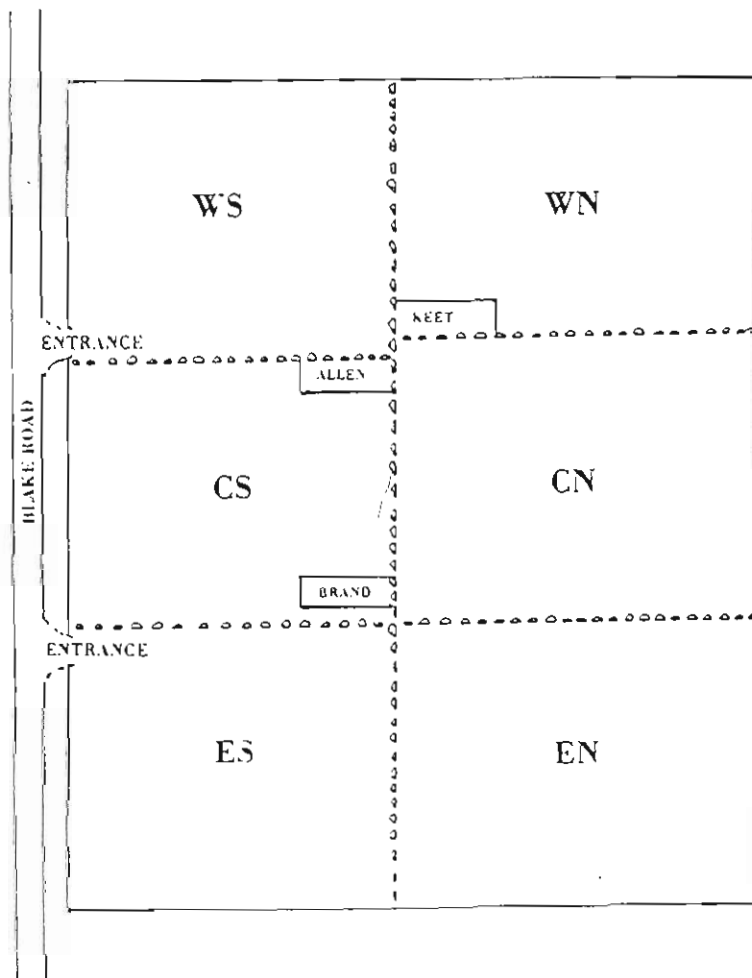 WS
WN
KEET
ENTRANCE
ALLEN
BLAKE ROAD
CS
CN
BRAND
ENTRANCE
ES
EN